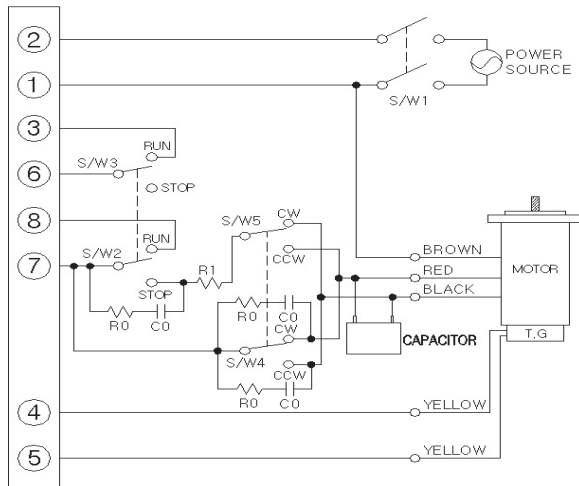 2
POWER
SOURCE
1
S/W1
3
RUN
S/W3
6
STOP
8
S/W5
CW
RUN
S/W2
CCW
BROWN
7
R1
RED
MOTOR
STOP
BLACK
R0
C0
R0
C0
CW
CAPACITOR
T,G
S/W4
CCW
R0
C0
4
YELLOW
5
YELLOW